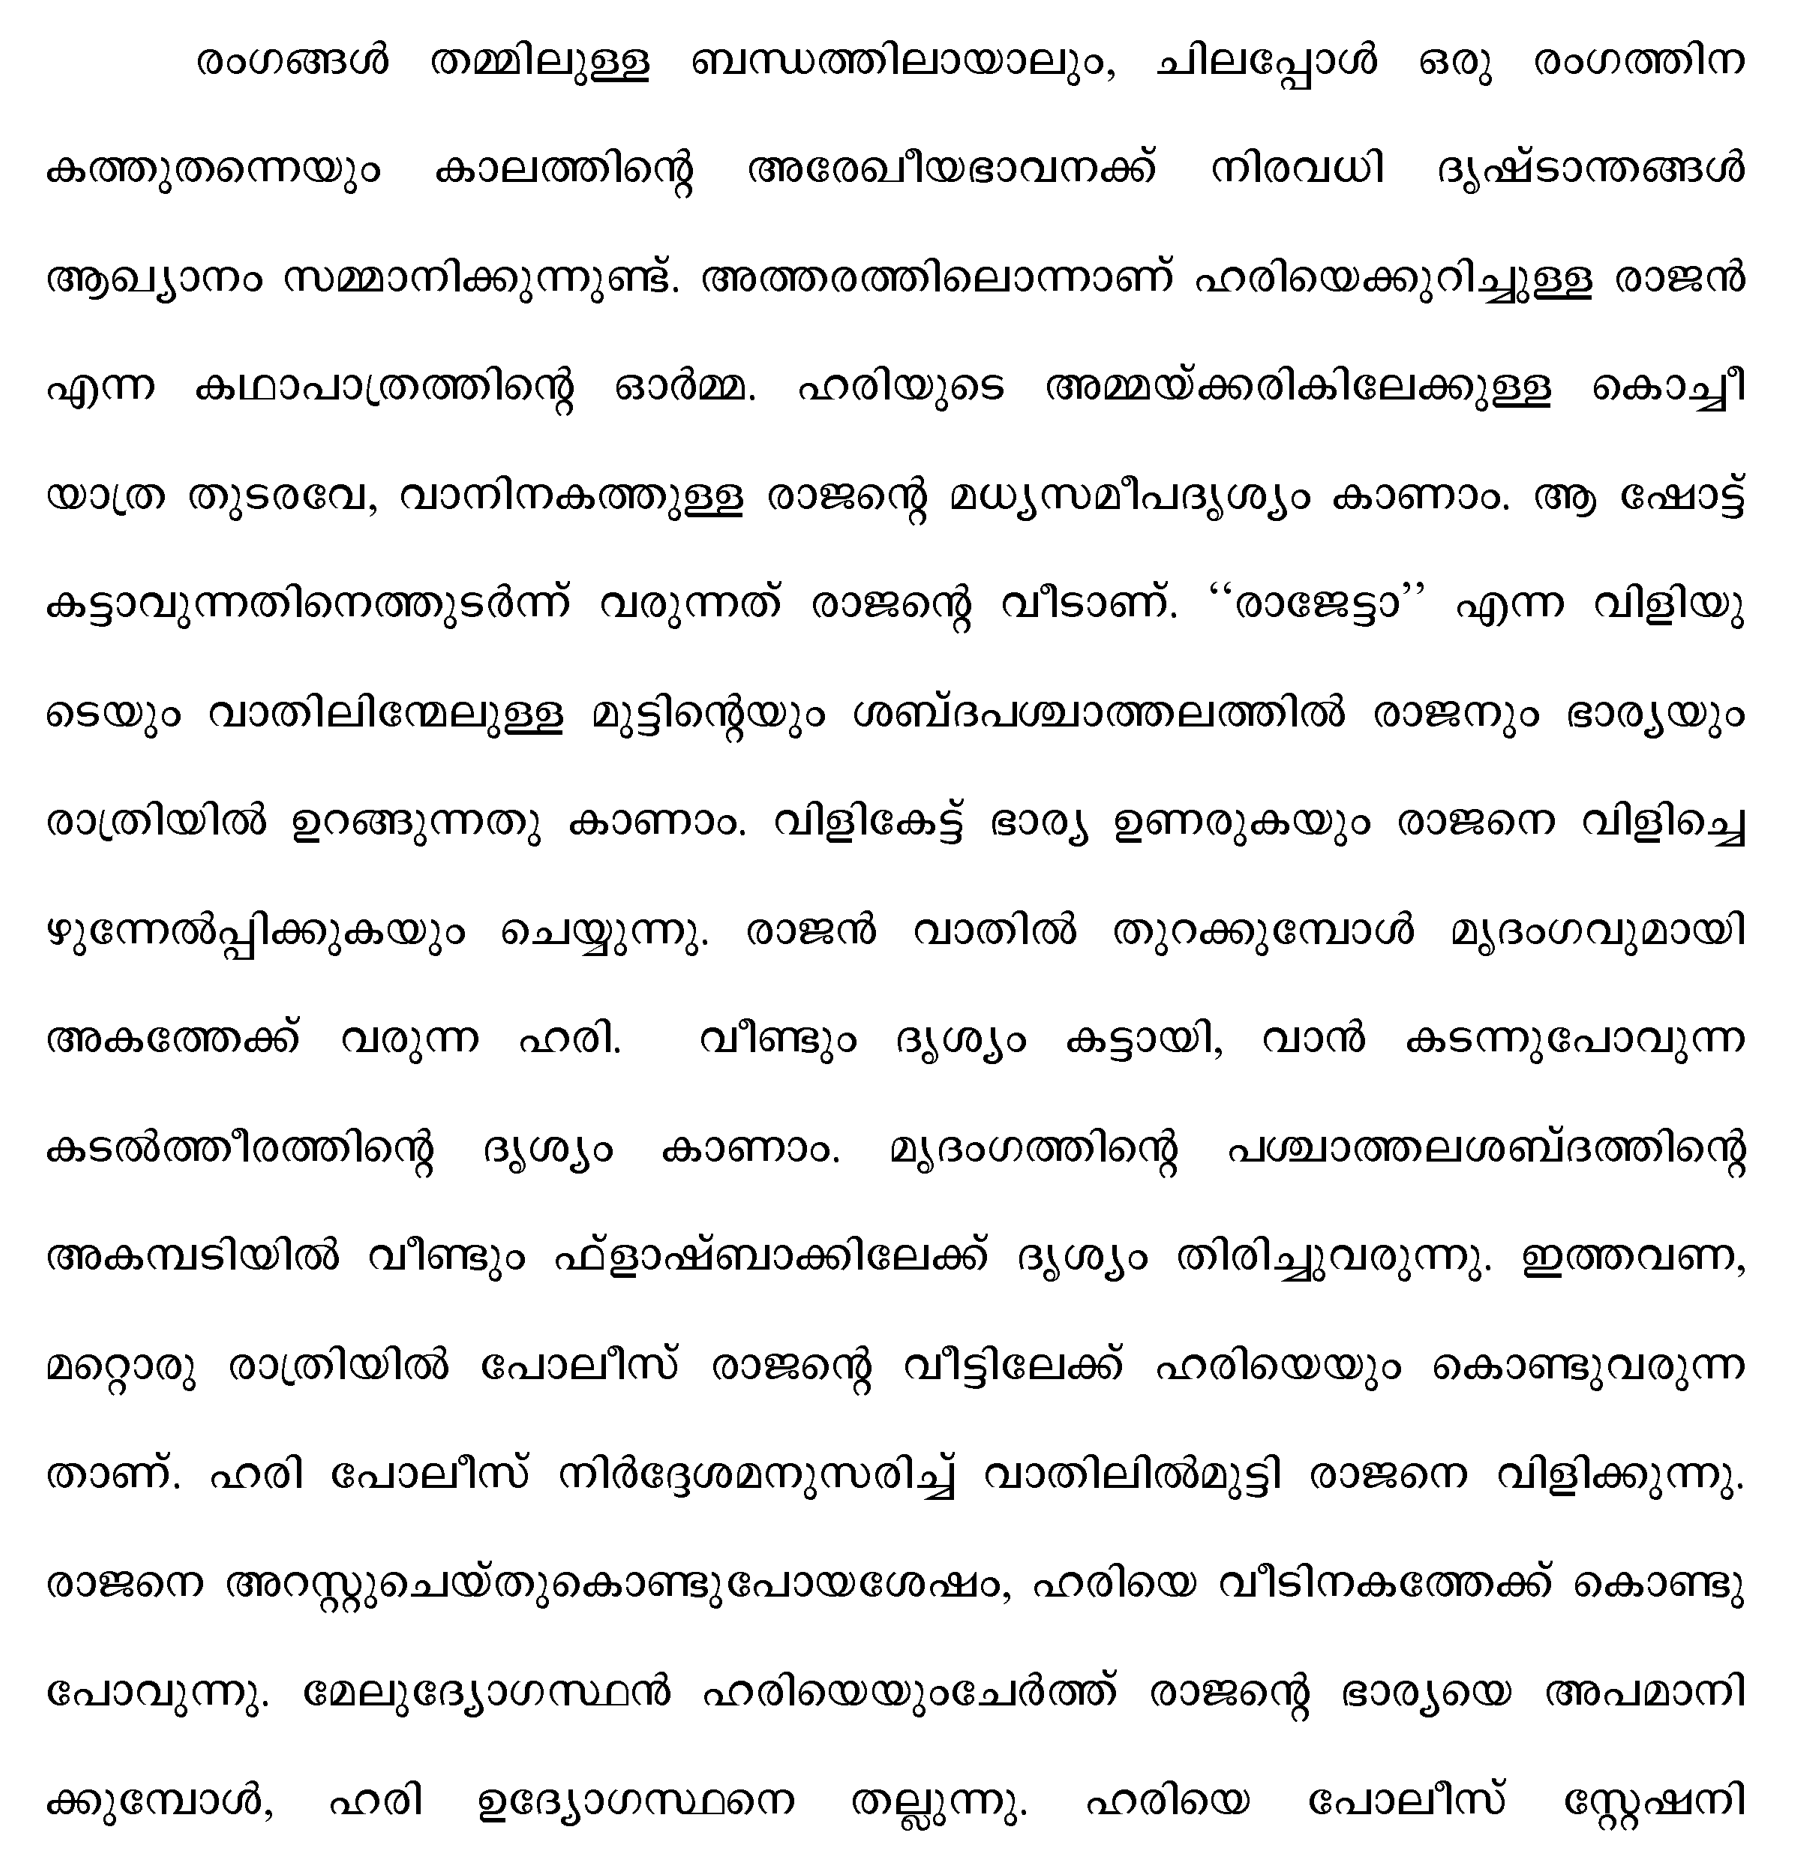 രംഗങ്ങൾ തമ്മിലുള്ള ബന്ധത്തിലായാലും, ചിലപ്പോൾ ഒരു രംഗത്തിന
കത്തുതന്നെയും കാലത്തിന്റെ അരേഖീയഭാവനക്ക് നിരവധി ദൃഷ്ടാന്തങ്ങൾ
ആഖ്യാനം സമ്മാനിക്കുന്നുണ്ട്. അത്തരത്തിലൊന്നാണ് ഹരിയെക്കുറിച്ചുള്ള രാജൻ
എന്ന കഥാപാത്രത്തിന്റെ ഓർമ്മ. ഹരിയുടെ അമ്മയ്ക്കരികിലേക്കുള്ള കൊച്ചീ
യാത്ര തുടരവേ, വാനിനകത്തുള്ള രാജന്റെ മധ്യസമീപദൃശ്യം കാണാം. ആ ഷോട്ട്
കട്ടാവുന്നതിനെത്തുടർന്ന് വരുന്നത് രാജന്റെ വീടാണ്. ‘‘രാജേട്ടാ’’ എന്ന വിളിയു
ടെയും വാതിലിന്മേലുള്ള മുട്ടിന്റെയും ശബ്ദപശ്ചാത്തലത്തിൽ രാജനും ഭാര്യയും
രാത്രിയിൽ ഉറങ്ങുന്നതു കാണാം. വിളികേട്ട് ഭാര്യ ഉണരുകയും രാജനെ വിളിച്ചെ
ഴുന്നേൽപ്പിക്കുകയും ചെയ്യുന്നു. രാജൻ വാതിൽ തുറക്കുമ്പോൾ മൃദംഗവുമായി
അകത്തേക്ക് വരുന്ന ഹരി. വീണ്ടും ദൃശ്യം കട്ടായി, വാൻ കടന്നുപോവുന്ന
കടൽത്തീരത്തിന്റെ ദൃശ്യം കാണാം. മൃദംഗത്തിന്റെ പശ്ചാത്തലശബ്ദത്തിന്റെ
അകമ്പടിയിൽ വീണ്ടും ഫ്ളാഷ്ബാക്കിലേക്ക് ദൃശ്യം തിരിച്ചുവരുന്നു. ഇത്തവണ,
മറ്റൊരു രാത്രിയിൽ പോലീസ് രാജന്റെ വീട്ടിലേക്ക് ഹരിയെയും കൊണ്ടുവരുന്ന
താണ്. ഹരി പോലീസ് നിർദ്ദേശമനുസരിച്ച് വാതിലിൽമുട്ടി രാജനെ വിളിക്കുന്നു.
രാജനെ അറസ്റ്റുചെയ്തുകൊണ്ടുപോയശേഷം, ഹരിയെ വീടിനകത്തേക്ക് കൊണ്ടു
പോവുന്നു. മേലുദ്യോഗസ്ഥൻ ഹരിയെയുംചേർത്ത് രാജന്റെ ഭാര്യയെ അപമാനി
ക്കുമ്പോൾ, ഹരി ഉദ്യോഗസ്ഥനെ തല്ലുന്നു. ഹരിയെ പോലീസ് സ്റ്റേഷനി